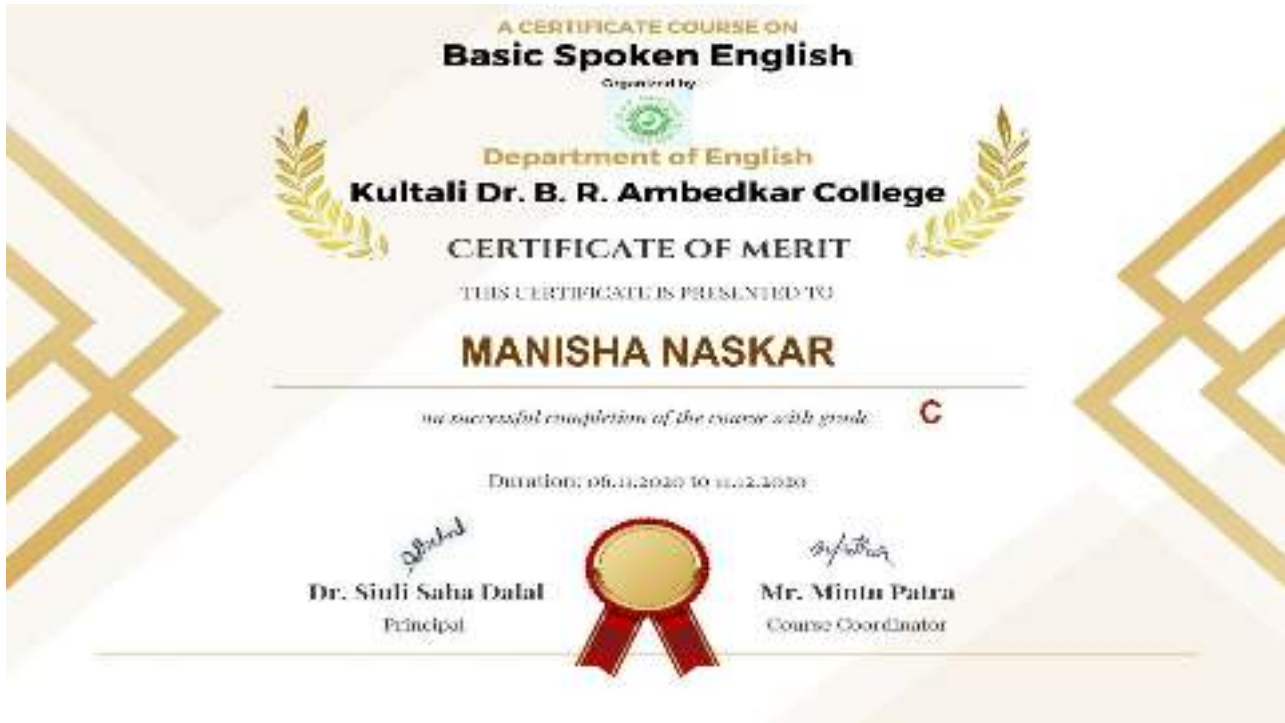 A CERTIFICATE COURSE ON
Basic Spoken English
Organized by
Department of English
Kultali Dr. B. R. Ambedkar College
CERTIFICATE OF MERIT
THIS CERTIFICATE IS PRESENTED TO
MANISHA NASKAR
on successful completion of the course with grade C
Duration: 06.11.2020 to 11.12.2020
Dr. Siuli Saha Dalal
Mr. Mintu Patra
Principal
Course Coordinator